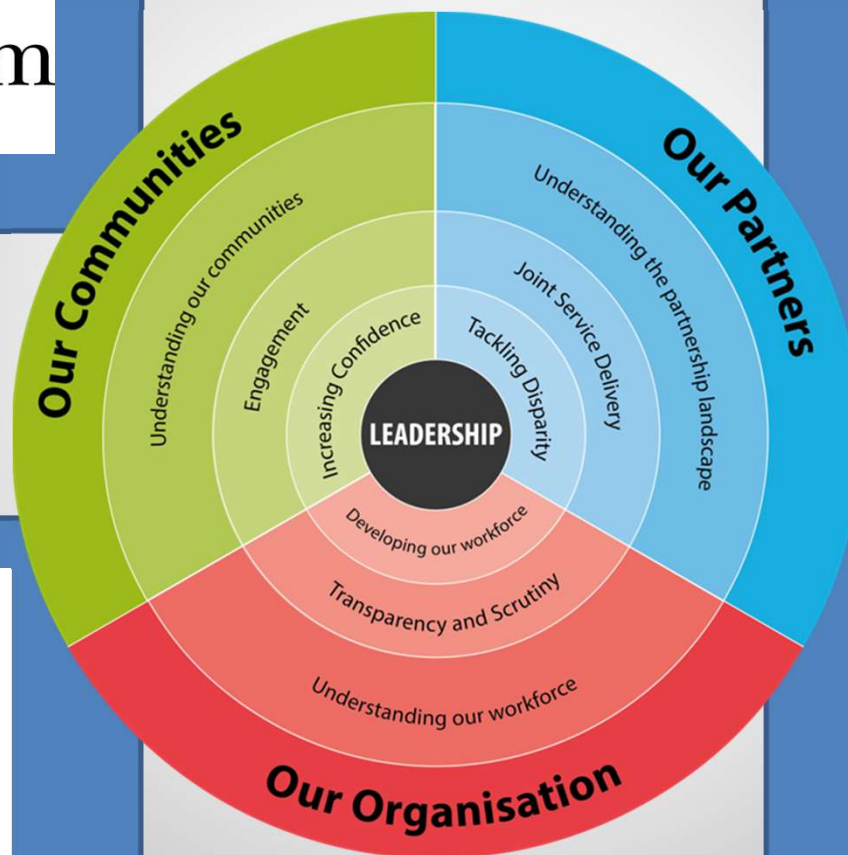 m
Our Communities
Understanding our communities
Engagement
Increasing Confidence
Our Partners
Understanding the partnership landscape
Joint Service Delivery
Tackling Disparity
LEADERSHIP
Developing our workforce
Transparency and Scrutiny
Understanding our workforce
Our Organisation